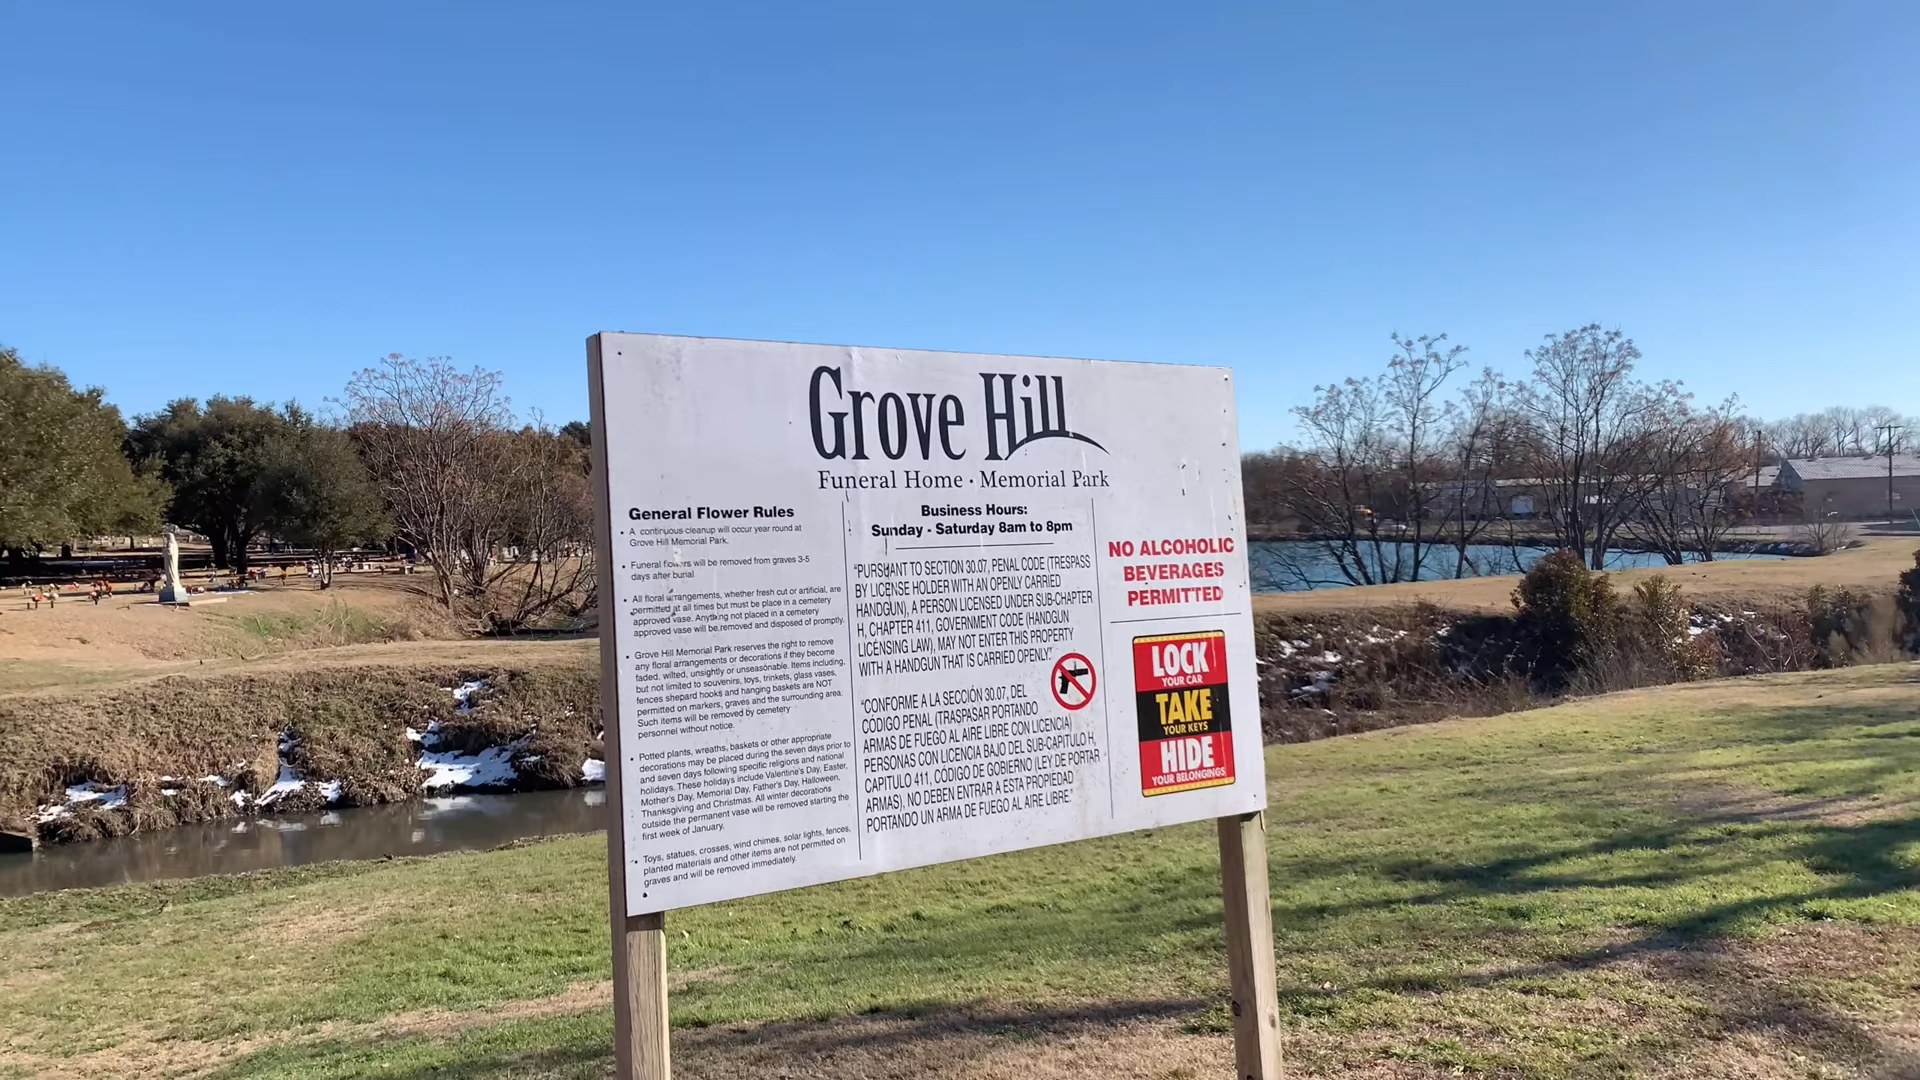 Grove Hill
Funeral Home • Memorial Park
General Flower Rules
• A continuous cleanup will occur year round at
Grove Hill Memorial Park.
• Funeral flowers will be removed from graves 3-5
days after burial
• All floral arrangements, whether fresh cut or artificial, are
permitted at all times but must be place in a cemetery
approved vase. Anything not placed in a cemetery
approved vase will be removed and disposed of promptly.
• Grove Hill Memorial Park reserves the right to remove
any floral arrangements or decorations if they become
faded, wilted, unsightly or unseasonable. Items including,
but not limited to souvenirs, toys, trinkets, glass vases,
fences shepard hooks and hanging baskets are NOT
permitted on markers, graves and the surrounding area.
Such items will be removed by cemetery
personnel without notice.
• Potted plants, wreaths, baskets or other appropriate
decorations may be placed during the seven days prior to
and seven days following specific religions and national
holidays. These holidays include Valentine's Day, Easter,
Mother's Day, Memorial Day, Father's Day, Halloween,
Thanksgiving and Christmas. All winter decorations
outside the permanent vase will be removed starting the
first week of January.
• Toys, statues, crosses, wind chimes, solar lights, fences,
planted materials and other items are not permitted on
graves and will be removed immediately.
Business Hours:
Sunday - Saturday 8am to 8pm
"PURSUANT TO SECTION 30.07, PENAL CODE (TRESPASS
BY LICENSE HOLDER WITH AN OPENLY CARRIED
HANDGUN), A PERSON LICENSED UNDER SUB-CHAPTER
H, CHAPTER 411, GOVERNMENT CODE (HANDGUN
LICENSING LAW), MAY NOT ENTER THIS PROPERTY
WITH A HANDGUN THAT IS CARRIED OPENLY."
"CONFORME A LA SECCIÓN 30.07, DEL
CÓDIGO PENAL (TRASPASAR PORTANDO
ARMAS DE FUEGO AL AIRE LIBRE CON LICENCIA)
PERSONAS CON LICENCIA BAJO DEL SUB-CAPITULO H,
CAPITULO 411, CÓDIGO DE GOBIERNO (LEY DE PORTAR
ARMAS), NO DEBEN ENTRAR A ESTA PROPIEDAD
PORTANDO UN ARMA DE FUEGO AL AIRE LIBRE."
NO ALCOHOLIC
BEVERAGES
PERMITTED
LOCK
YOUR CAR
TAKE
YOUR KEYS
HIDE
YOUR BELONGINGS